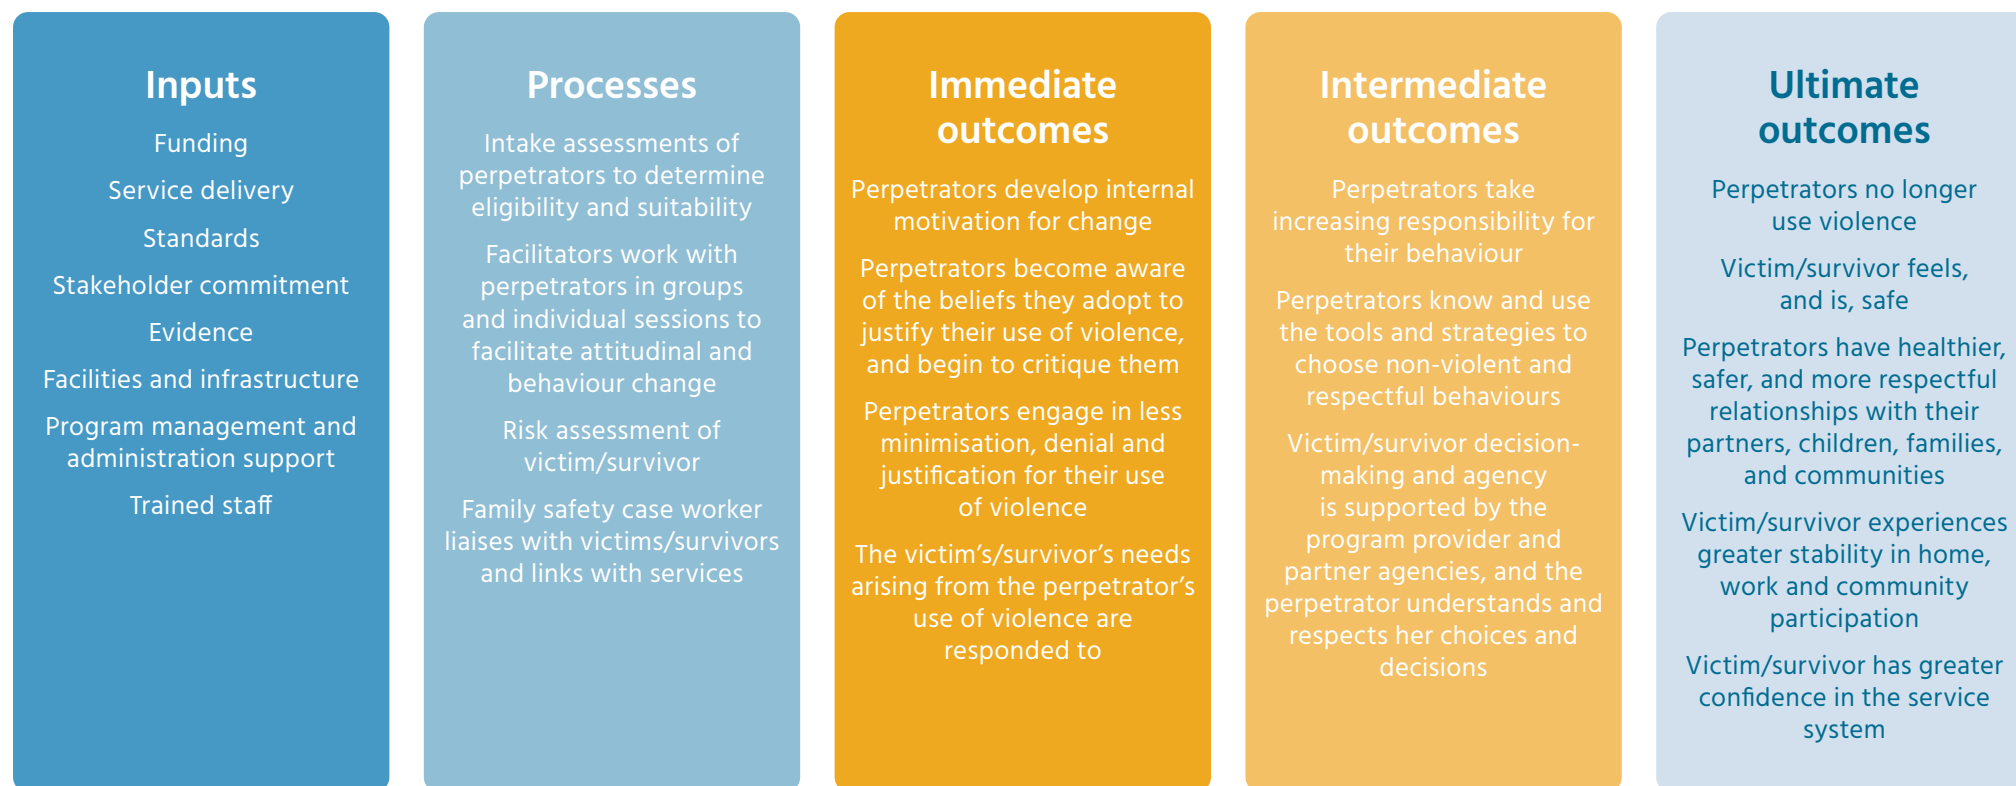 Inputs
Funding
Service delivery
Standards
Stakeholder commitment
Evidence
Facilities and infrastructure
Program management and
administration support
Trained staff
Processes
Intake assessments of
perpetrators to determine
eligibility and suitability
Facilitators work with
perpetrators in groups
and individual sessions to
facilitate attitudinal and
behaviour change
Risk assessment of
victim/survivor
Family safety case worker
liaises with victims/survivors
and links with services
Immediate
outcomes
Perpetrators develop internal
motivation for change
Perpetrators become aware
of the beliefs they adopt to
justify their use of violence,
and begin to critique them
Perpetrators engage in less
minimisation, denial and
justification for their use
of violence
The victim's/survivor's needs
arising from the perpetrator's
use of violence are
responded to
Intermediate
outcomes
Perpetrators take
increasing responsibility for
their behaviour
Perpetrators know and use
the tools and strategies to
choose non-violent and
respectful behaviours
Victim/survivor decision-
making and agency
is supported by the
program provider and
partner agencies, and the
perpetrator understands and
respects her choices and
decisions
Ultimate
outcomes
Perpetrators no longer
use violence
Victim/survivor feels,
and is, safe
Perpetrators have healthier,
safer, and more respectful
relationships with their
partners, children, families,
and communities
Victim/survivor experiences
greater stability in home,
work and community
participation
Victim/survivor has greater
confidence in the service
system